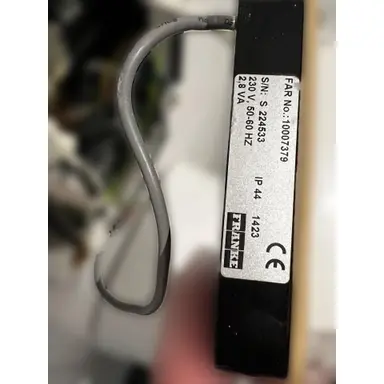 FAR No.:10007379
S/N: S 224533
230 V, 50-60 HZ
2,8 VA
IP 44
1423
FRANKE
CE